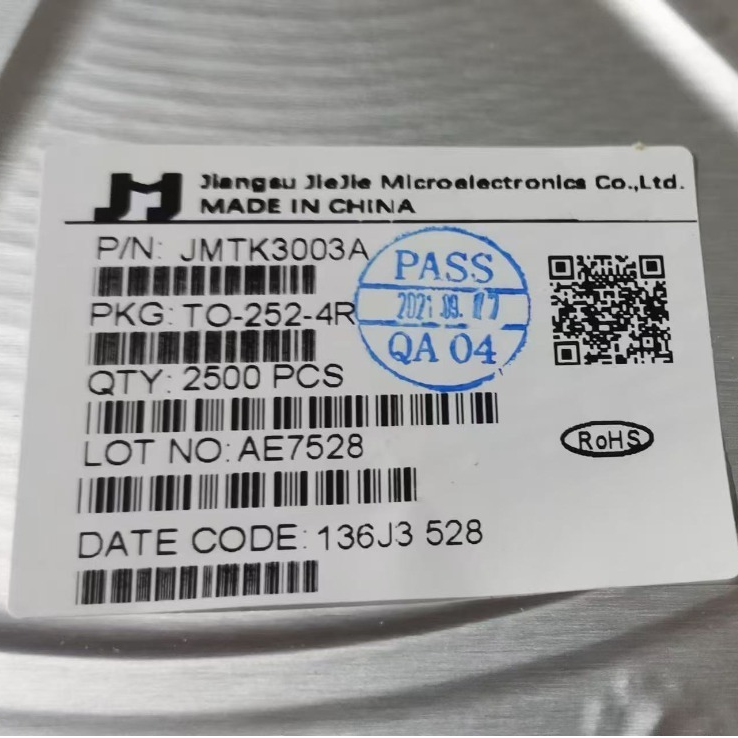 JJ
Jiangsu JieJie Microelectronics Co.,Ltd.
MADE IN CHINA
P/N: JMTK3003A
PKG: TO-252-4R
QTY: 2500 PCS
LOT NO: AE7528
DATE CODE: 136J3 528
PASS
2021.09.17
QA 04
RoHS